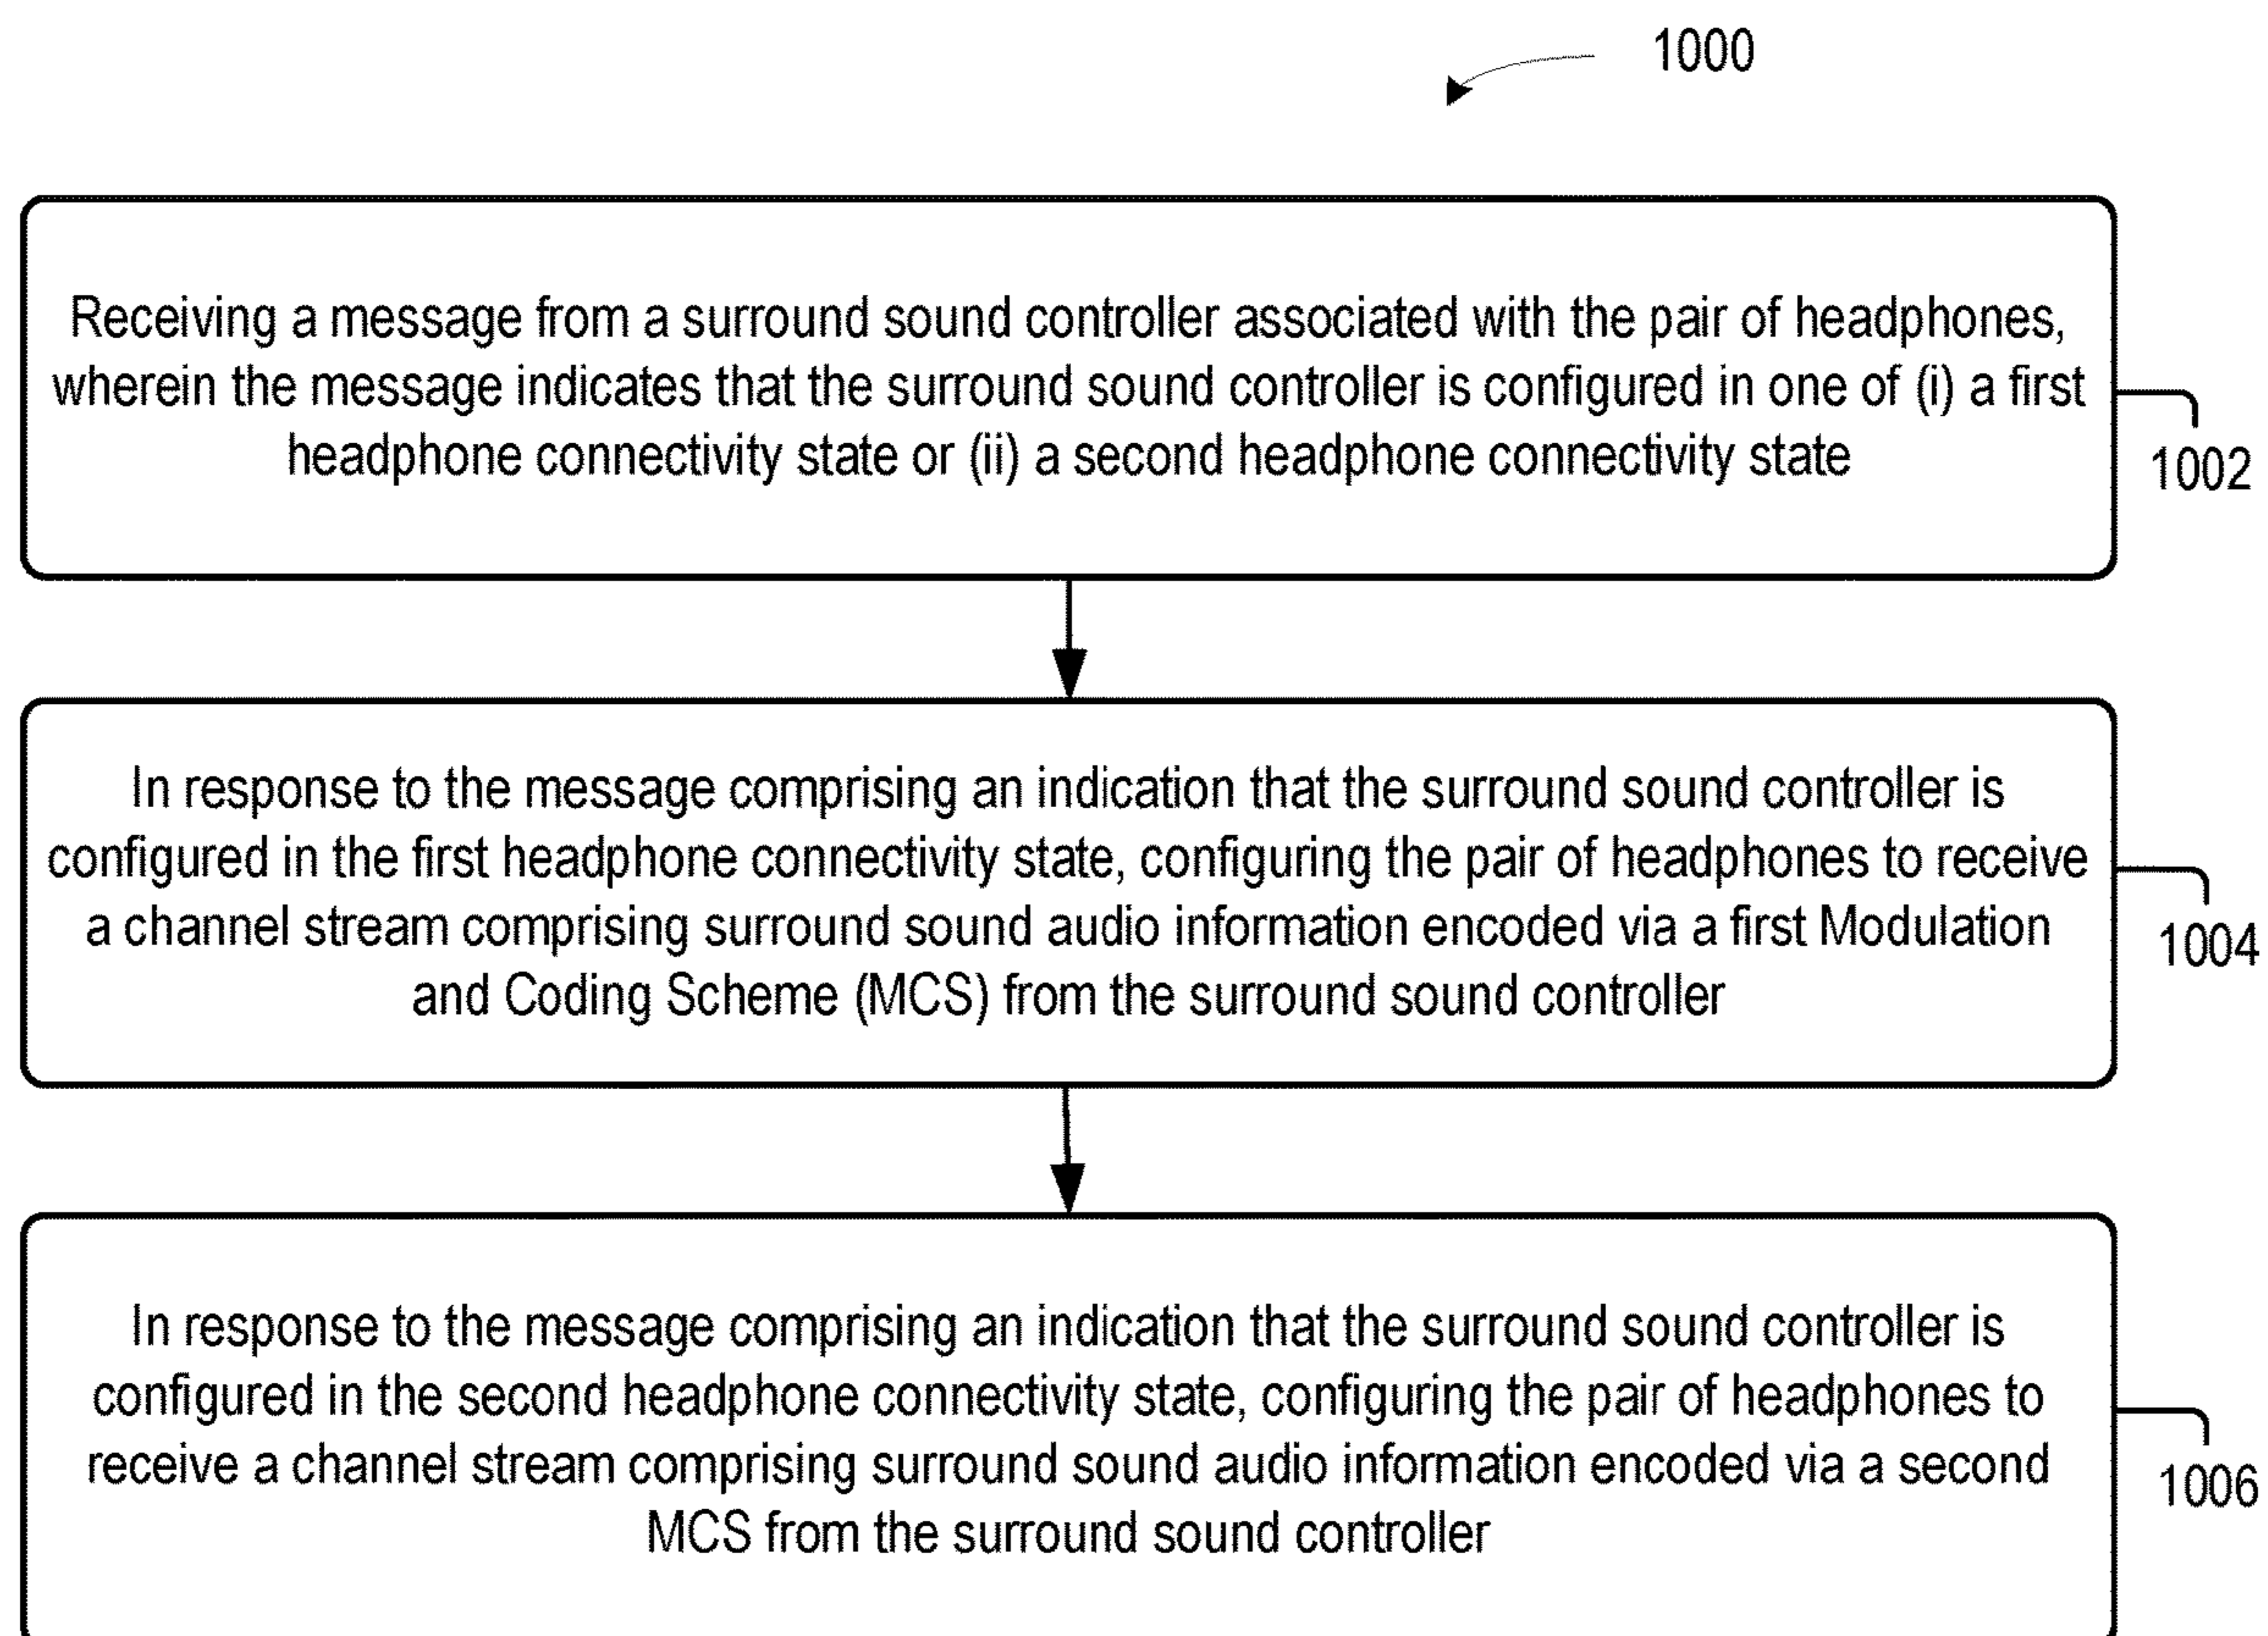 1000
Receiving a message from a surround sound controller associated with the pair of headphones,
wherein the message indicates that the surround sound controller is configured in one of (i) a first
headphone connectivity state or (ii) a second headphone connectivity state
1002
In response to the message comprising an indication that the surround sound controller is
configured in the first headphone connectivity state, configuring the pair of headphones to receive
a channel stream comprising surround sound audio information encoded via a first Modulation
and Coding Scheme (MCS) from the surround sound controller
1004
In response to the message comprising an indication that the surround sound controller is
configured in the second headphone connectivity state, configuring the pair of headphones to
receive a channel stream comprising surround sound audio information encoded via a second
MCS from the surround sound controller
1006